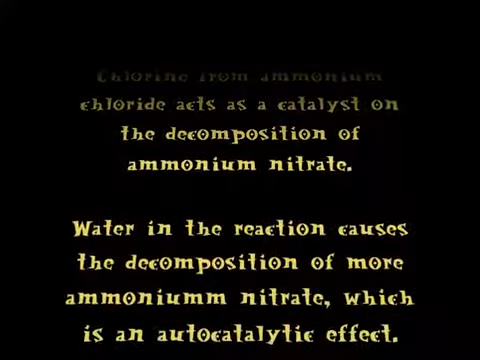 Chlorine from ammonium
chloride acts as a catalyst on
the decomposition of
ammonium nitrate.
Water in the reaction causes
the decomposition of more
ammoniumm nitrate, which
is an autocatalytic effect.